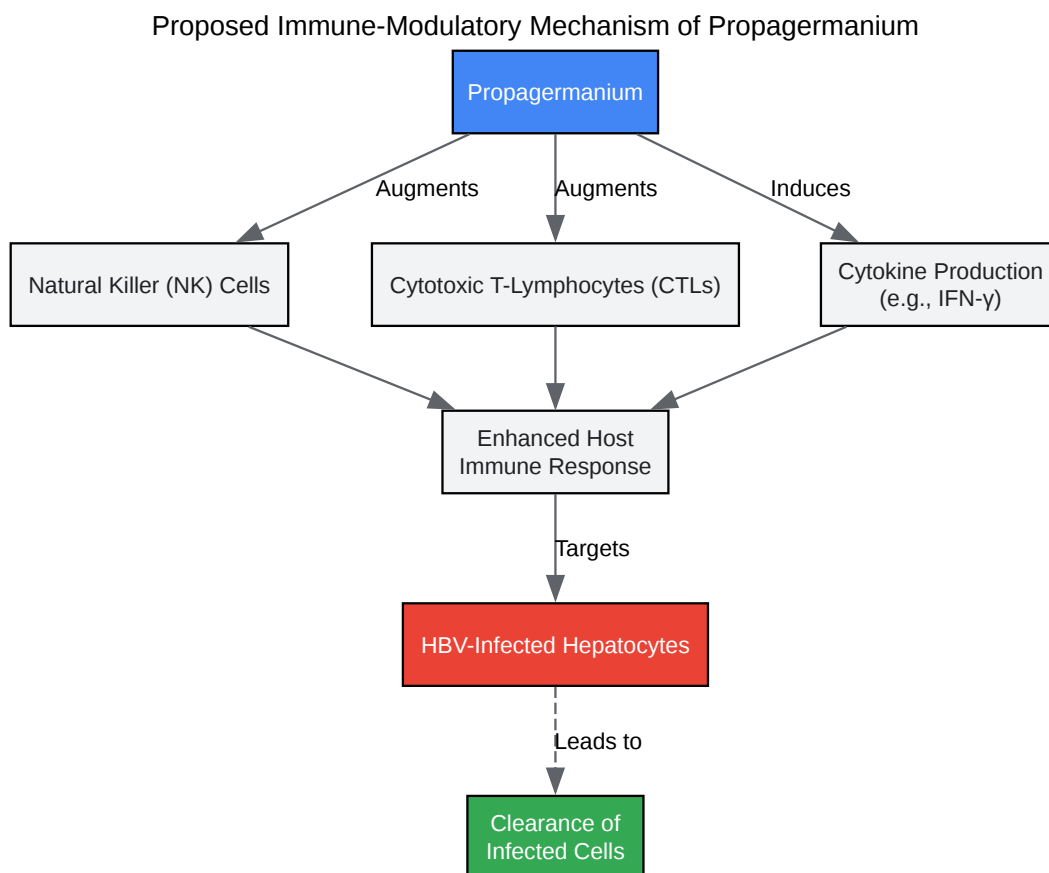 Proposed Immune-Modulatory Mechanism of Propagermanium
Propagermanium
Augments
Augments
Induces
Natural Killer (NK) Cells
Cytotoxic T-Lymphocytes (CTLs)
Cytokine Production
(e.g., IFN-γ)
Enhanced Host
Immune Response
Targets
HBV-Infected Hepatocytes
Leads to
Clearance of
Infected Cells